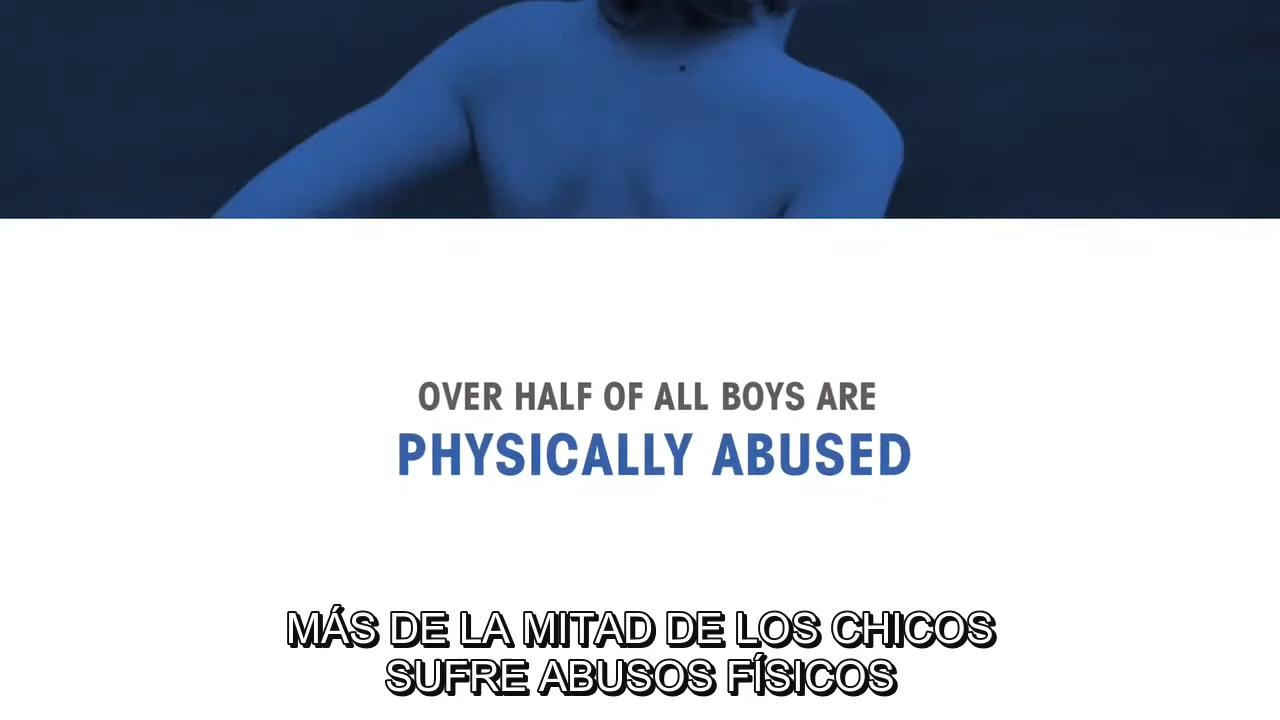 OVER HALF OF ALL BOYS ARE
PHYSICALLY ABUSED
MÁS DE LA MITAD DE LOS CHICOS
SUFRE ABUSOS FÍSICOS